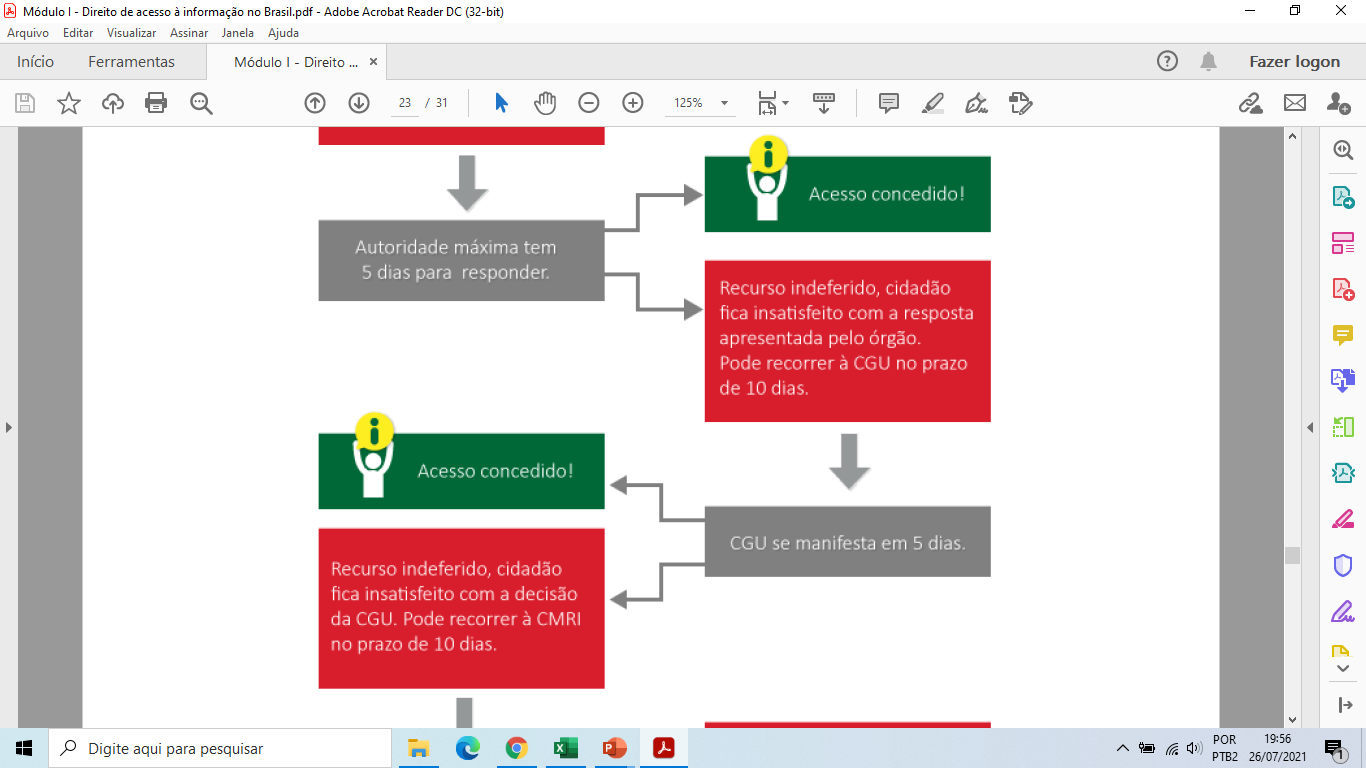 Módulo I - Direito de acesso à informação no Brasil.pdf - Adobe Acrobat Reader DC (32-bit)
Arquivo Editar Visualizar Assinar Janela Ajuda
Início Ferramentas Módulo I - Direito ... × Fazer logon
23 / 31 125%
Acesso concedido!
Autoridade máxima tem
5 dias para responder.
Recurso indeferido, cidadão
fica insatisfeito com a resposta
apresentada pelo órgão.
Pode recorrer à CGU no prazo
de 10 dias.
Acesso concedido!
CGU se manifesta em 5 dias.
Recurso indeferido, cidadão
fica insatisfeito com a decisão
da CGU. Pode recorrer à CMRI
no prazo de 10 dias.
Digite aqui para pesquisar
POR
PTB2
19:56
26/07/2021
1